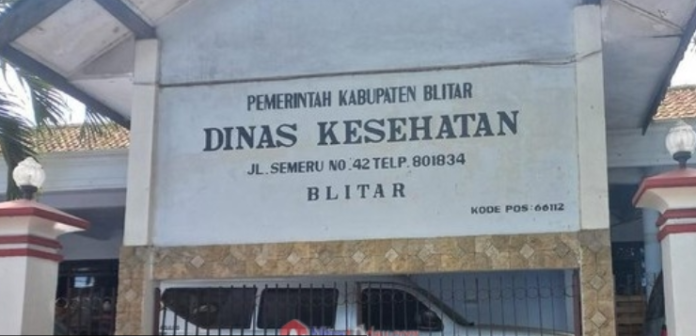 PEMERINTAH KABUPATEN BLITAR
DINAS KESEHATAN
JL. SEMERU NO. 42 TELP. 801834
BLITAR
KODE POS : 66112